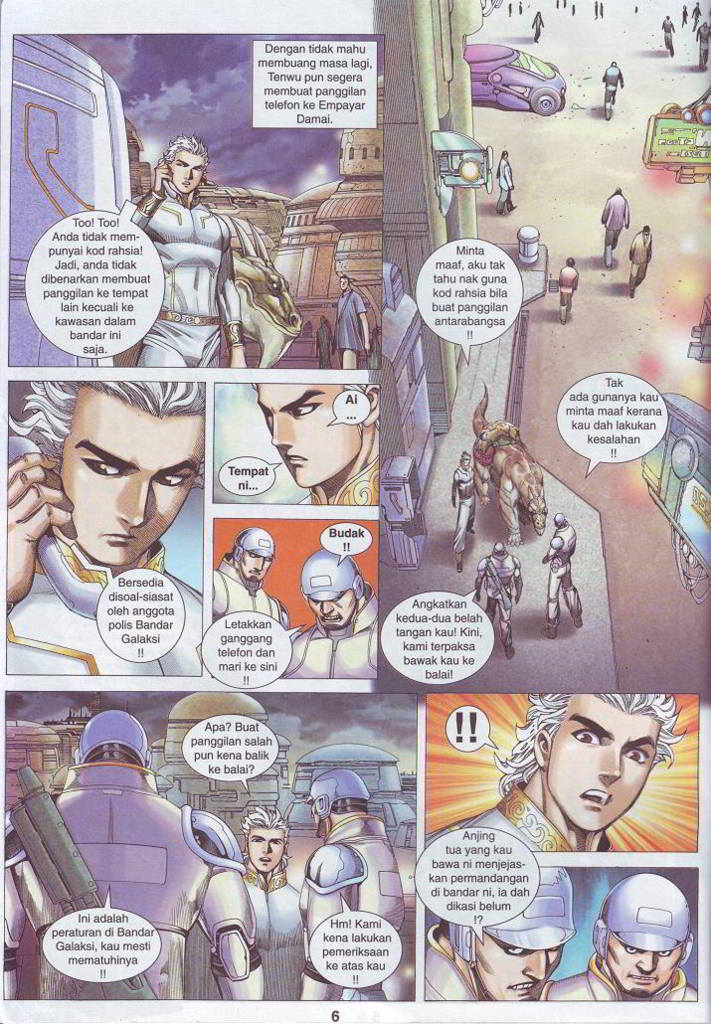 Dengan tidak mahu
membuang masa lagi,
Tenwu pun segera
membuat panggilan
telefon ke Empayar
Damai.
Too! Too!
Anda tidak mem-
punyai kod rahsia!
Jadi, anda tidak
dibenarkan membuat
panggilan ke tempat
lain kecuali ke
kawasan dalam
bandar ini
saja.
Minta
maaf, aku tak
tahu nak guna
kod rahsia bila
buat panggilan
antarabangsa
!!
Tak
ada gunanya kau
minta maaf kerana
kau dah lakukan
kesalahan
!!
Bersedia
disoal-siasat
oleh anggota
polis Bandar
Galaksi
!!
Ai
...
Tempat
ni...
Budak
!!
Letakkan
ganggang
telefon dan
mari ke sini
!!
Angkatkan
kedua-dua belah
tangan kau! Kini,
kami terpaksa
bawak kau ke
balai!
Apa? Buat
panggilan salah
pun kena balik
ke balai?
Ini adalah
peraturan di Bandar
Galaksi, kau mesti
mematuhinya
!!
Hm! Kami
kena lakukan
pemeriksaan
ke atas kau
!!
!!
Anjing
tua yang kau
bawa ni menjejas-
kan permandangan
di bandar ni, ia dah
dikasi belum
!?
6